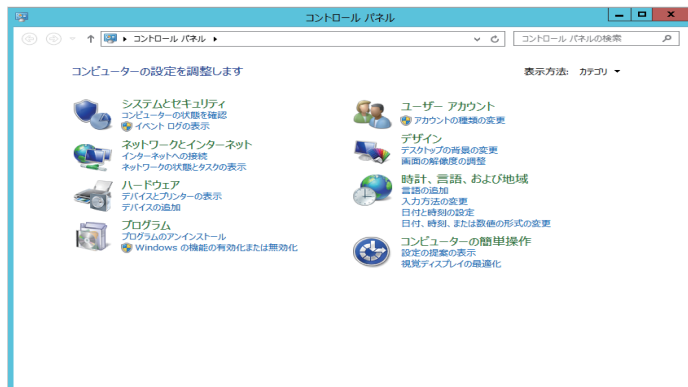 コントロール パネル
コントロール パネル
コントロール パネルの検索
コンピューターの設定を調整します
表示方法: カテゴリ
システムとセキュリティ
コンピューターの状態を確認
イベント ログの表示
ネットワークとインターネット
インターネットへの接続
ネットワークの状態とタスクの表示
ハードウェア
デバイスとプリンターの表示
デバイスの追加
プログラム
プログラムのアンインストール
Windows の機能の有効化または無効化
ユーザー アカウント
アカウントの種類の変更
デザイン
デスクトップの背景の変更
画面の解像度の調整
時計、言語、および地域
言語の追加
入力方法の変更
日付と時刻の設定
日付、時刻、または数値の形式の変更
コンピューターの簡単操作
設定の提案の表示
視覚ディスプレイの最適化